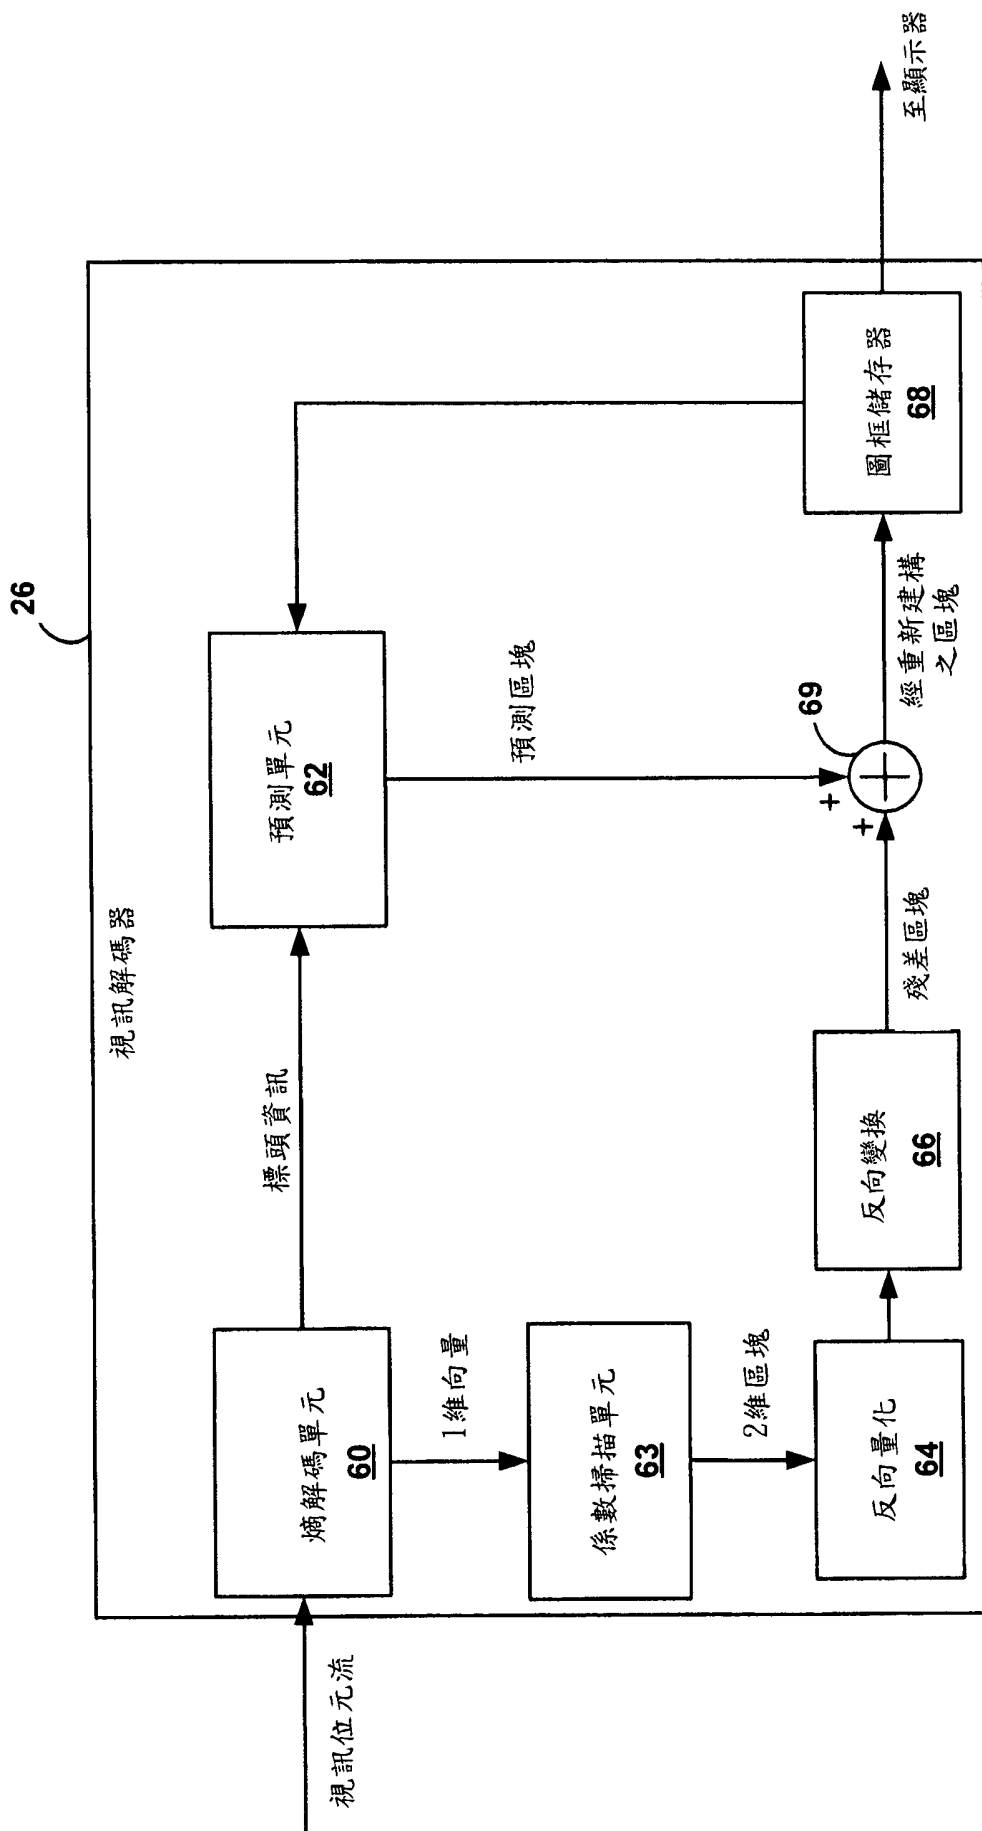 26
視訊解碼器
視訊位元流
熵解碼單元
60
標頭資訊
預測單元
62
1維向量
預測區塊
係數掃描單元
63
2維區塊
反向量化
64
反向變換
66
殘差區塊
+
+
69
經重新建構
之區塊
圖框儲存器
68
至顯示器